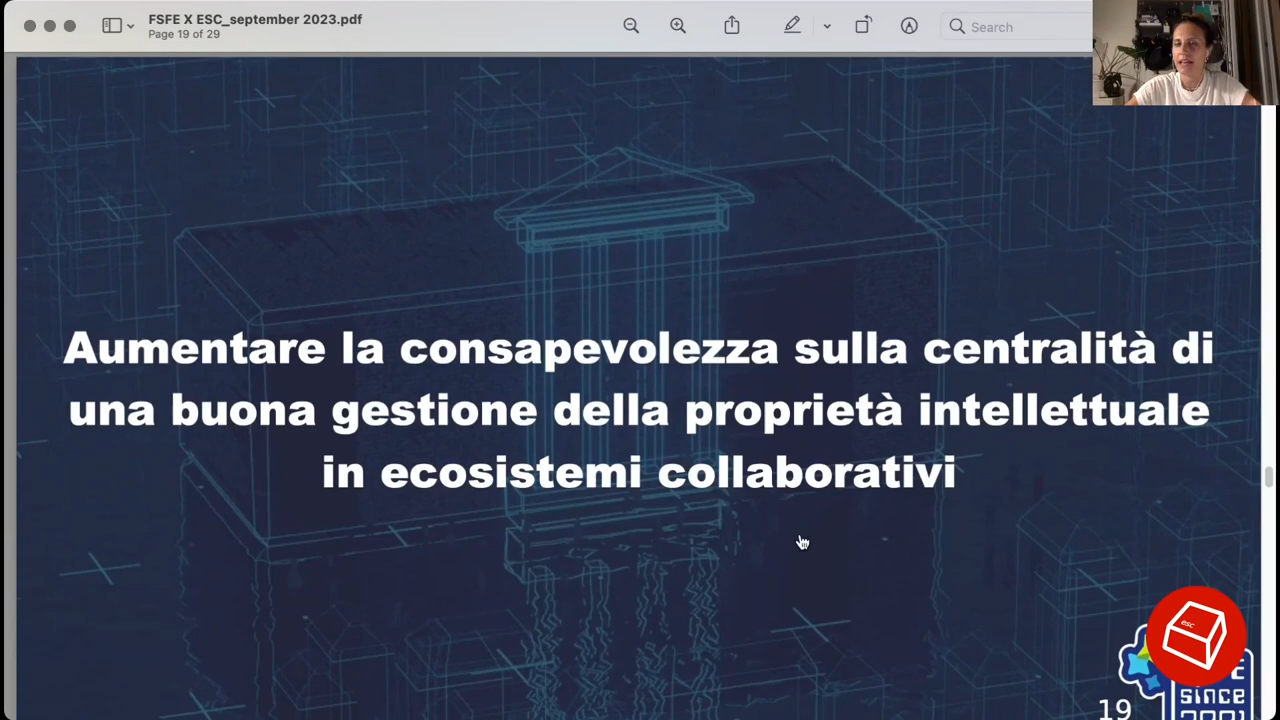 FSFE X ESC_september 2023.pdf
Page 19 of 29
Search
Aumentare la consapevolezza sulla centralità di
una buona gestione della proprietà intellettuale
in ecosistemi collaborativi
esc
since
19